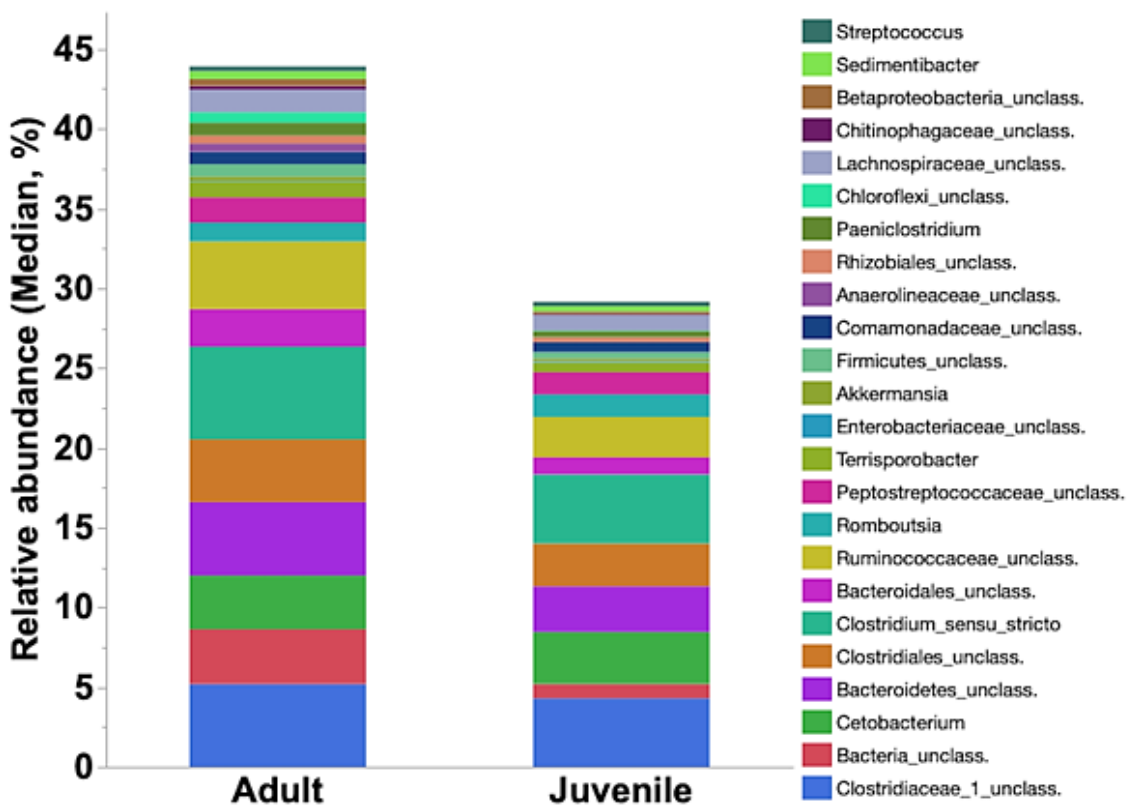 Relative abundance (Median, %)
45
40
35
30
25
20
15
10
5
0
Adult
Juvenile
Streptococcus
Sedimentibacter
Betaproteobacteria_unclass.
Chitinophagaceae_unclass.
Lachnospiraceae_unclass.
Chloroflexi_unclass.
Paeniclostridium
Rhizobiales_unclass.
Anaerolineaceae_unclass.
Comamonadaceae_unclass.
Firmicutes_unclass.
Akkermansia
Enterobacteriaceae_unclass.
Terrisporobacter
Peptostreptococcaceae_unclass.
Romboutsia
Ruminococcaceae_unclass.
Bacteroidales_unclass.
Clostridium_sensu_stricto
Clostridiales_unclass.
Bacteroidetes_unclass.
Cetobacterium
Bacteria_unclass.
Clostridiaceae_1_unclass.